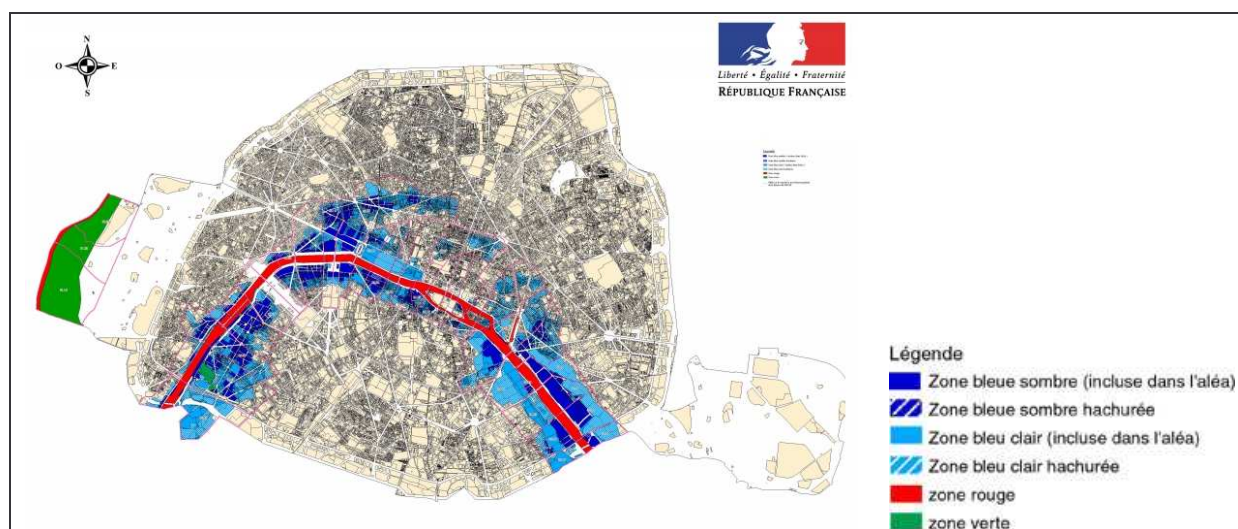 N
O E
S
Liberté • Égalité • Fraternité
RÉPUBLIQUE FRANÇAISE
Légende
Zone bleue sombre (incluse dans l'aléa)
Zone bleue sombre hachurée
Zone bleu clair (incluse dans l'aléa)
Zone bleu clair hachurée
zone rouge
zone verte